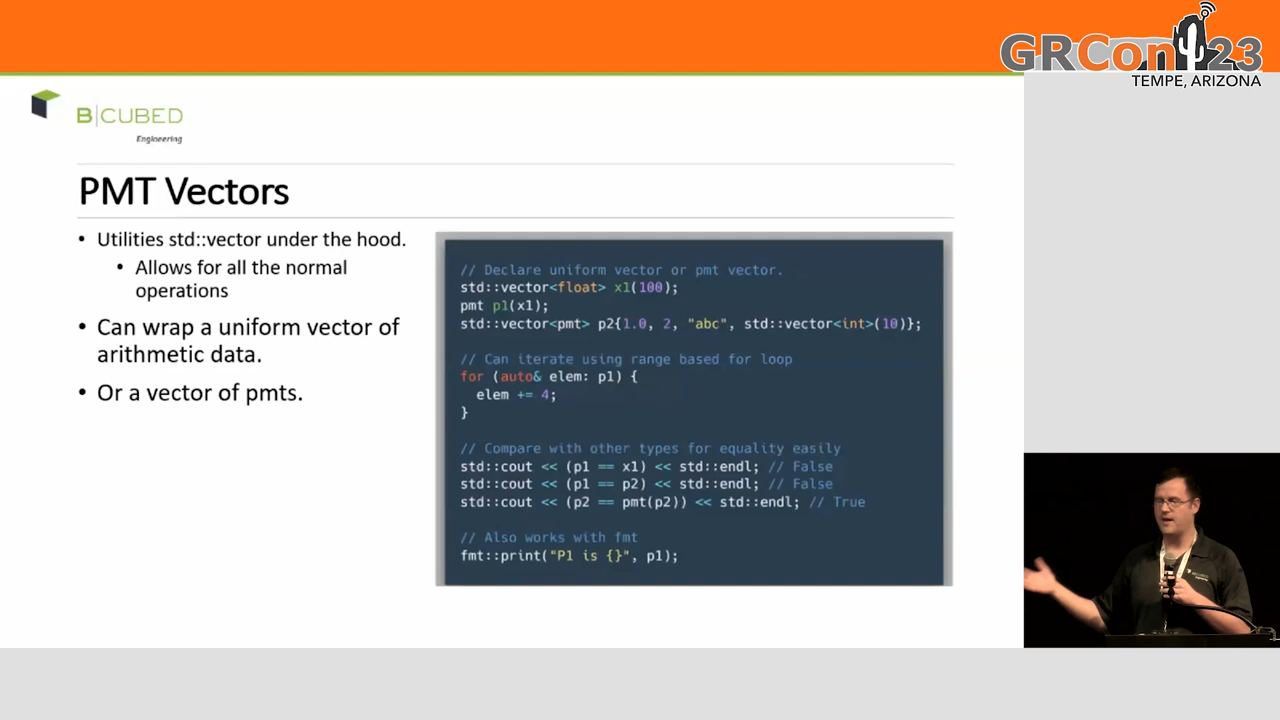 GRCon 23
TEMPE, ARIZONA
B|CUBED
Engineering
PMT Vectors
• Utilities std::vector under the hood.
• Allows for all the normal
operations
• Can wrap a uniform vector of
arithmetic data.
• Or a vector of pmts.
// Declare uniform vector or pmt vector.
std::vector<float> x1(100);
pmt p1(x1);
std::vector<pmt> p2{1.0, 2, "abc", std::vector<int>(10)};
// Can iterate using range based for loop
for (auto& elem: p1) {
elem += 4;
}
// Compare with other types for equality easily
std::cout << (p1 == x1) << std::endl; // False
std::cout << (p1 == p2) << std::endl; // False
std::cout << (p2 == pmt(p2)) << std::endl; // True
// Also works with fmt
fmt::print("P1 is {}", p1);